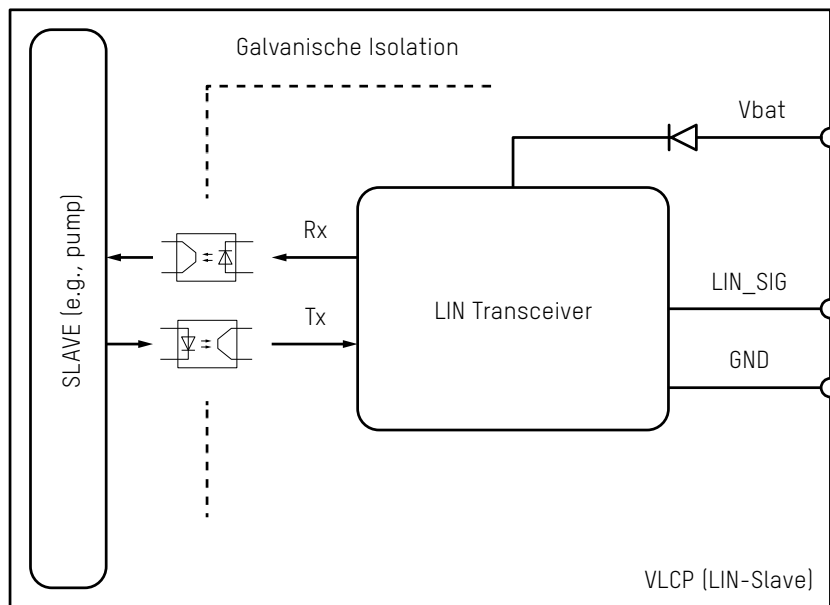 Galvanische Isolation
Vbat
SLAVE (e.g., pump)
Rx
LIN Transceiver
LIN_SIG
Tx
GND
VLCP (LIN-Slave)